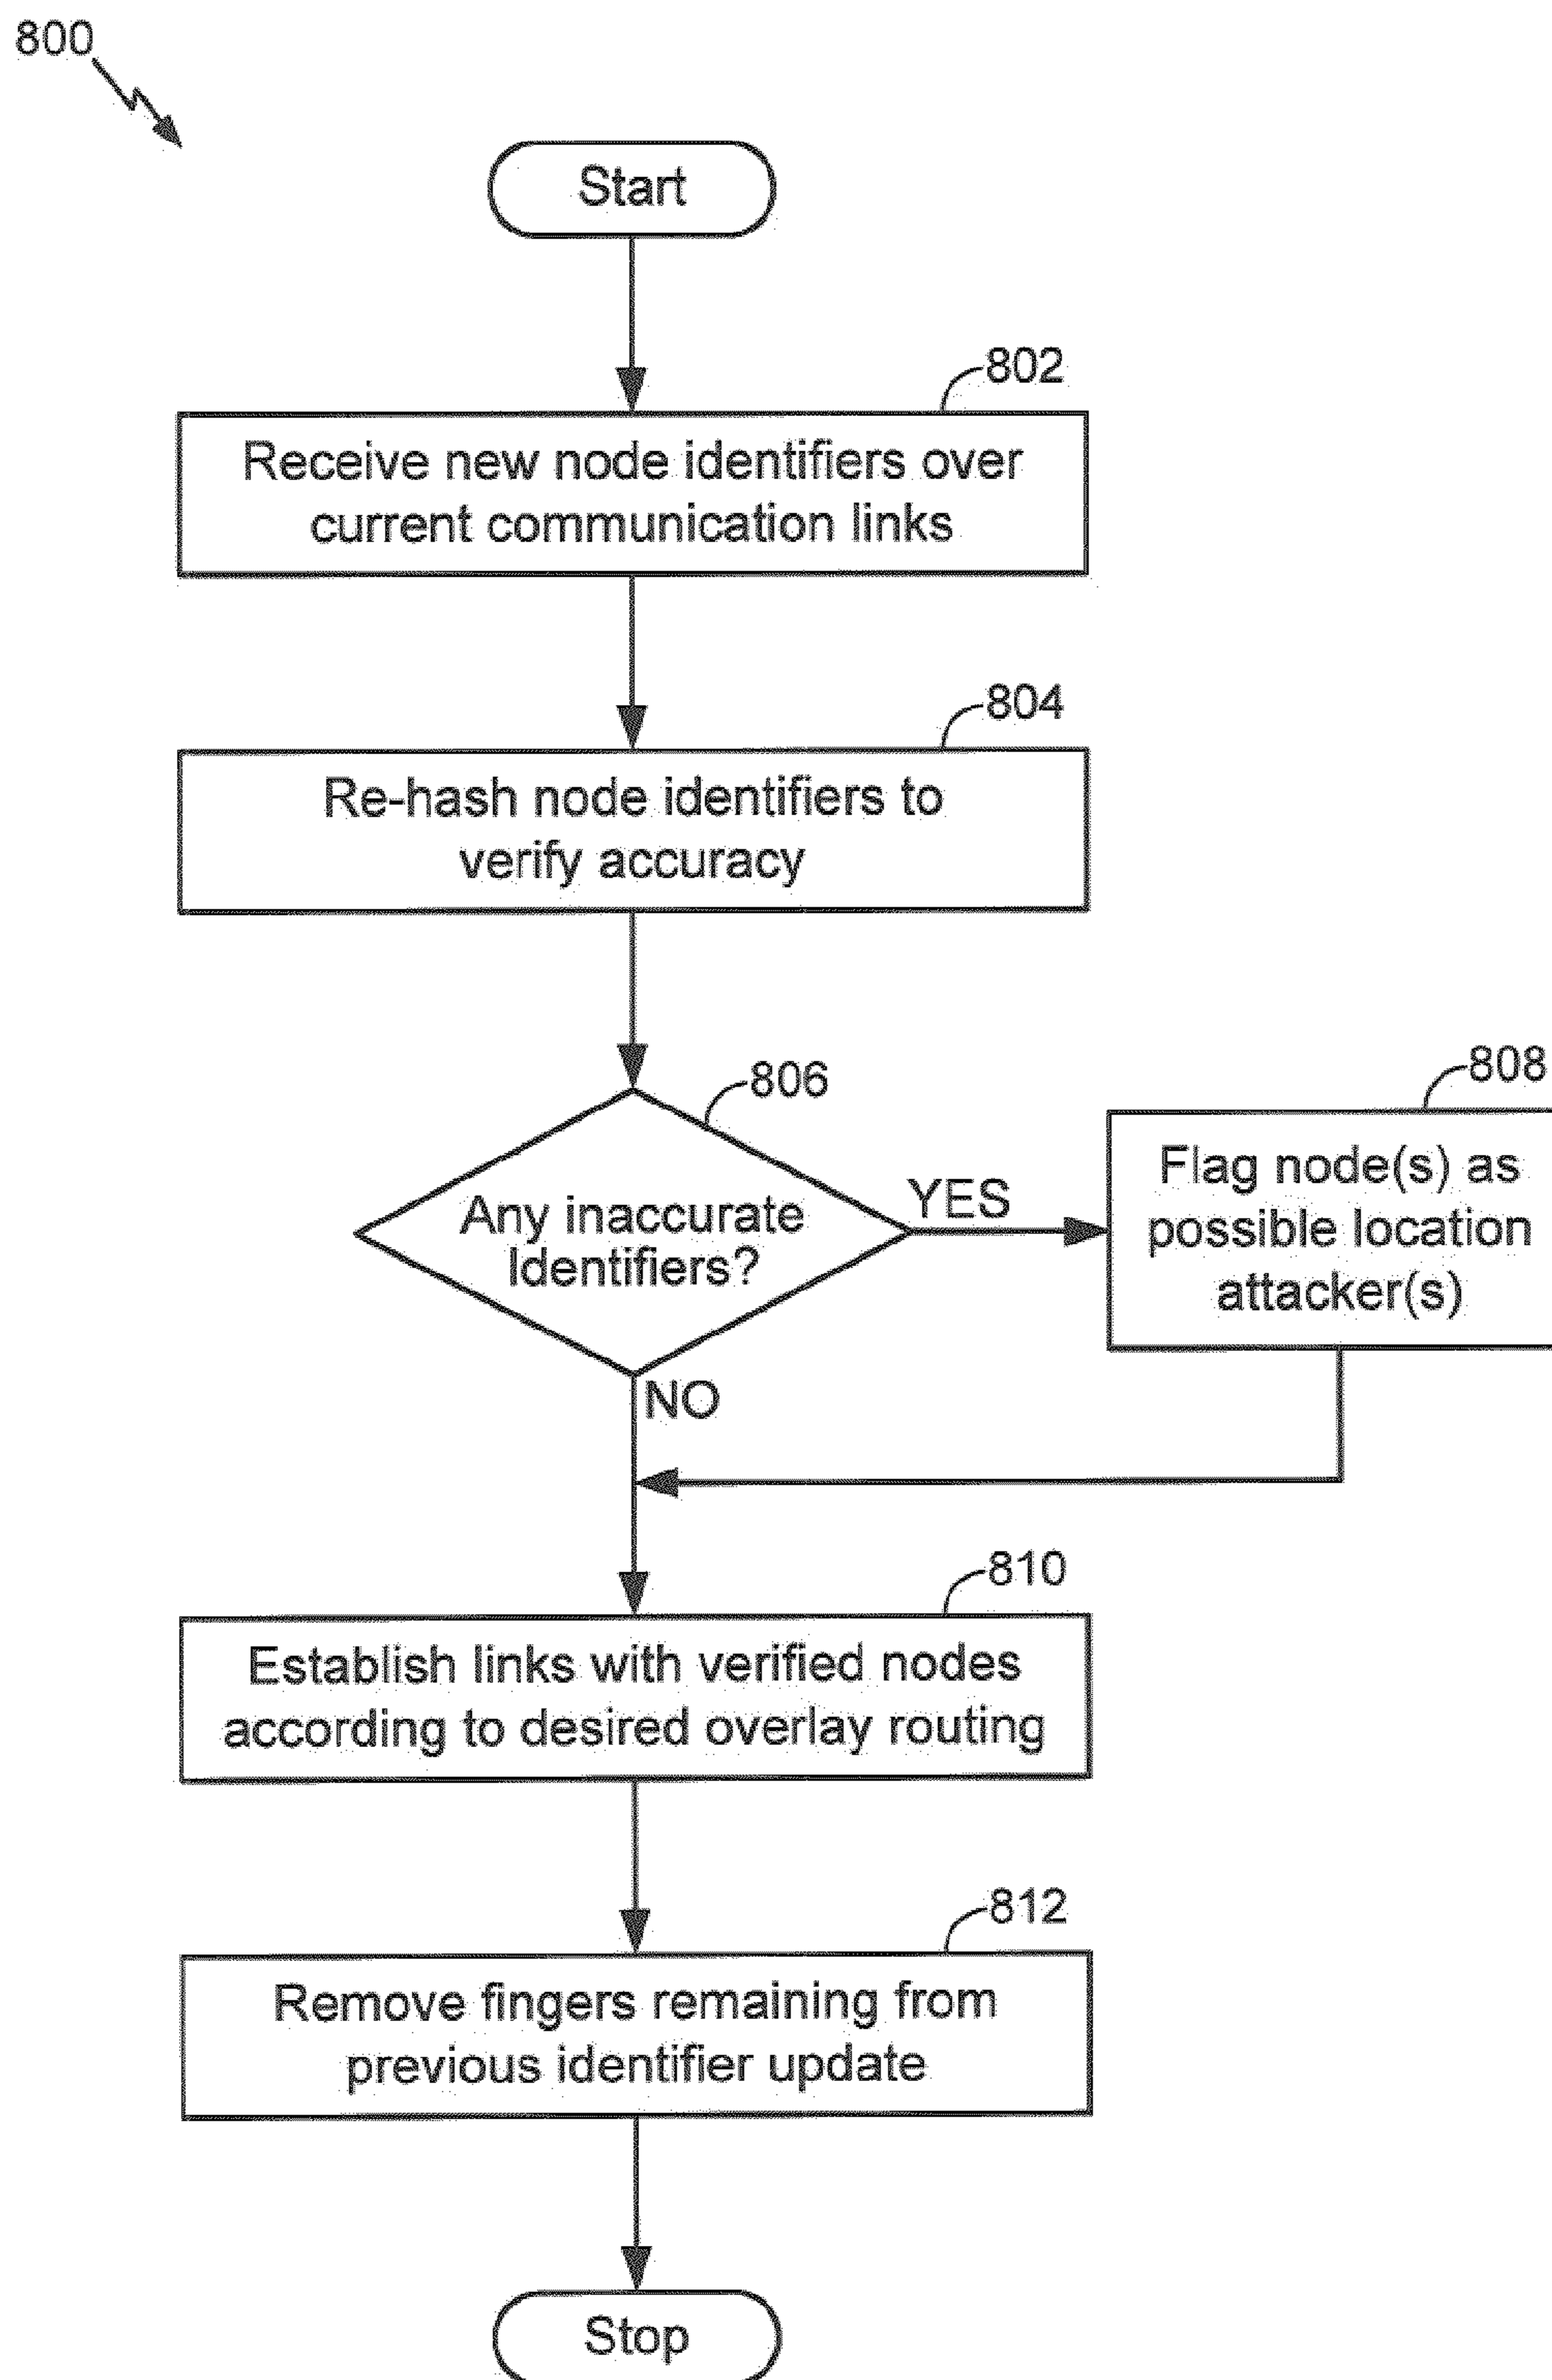 800
Start
802
Receive new node identifiers over
current communication links
804
Re-hash node identifiers to
verify accuracy
806
Any inaccurate
Identifiers?
YES
808
Flag node(s) as
possible location
attacker(s)
NO
810
Establish links with verified nodes
according to desired overlay routing
812
Remove fingers remaining from
previous identifier update
Stop